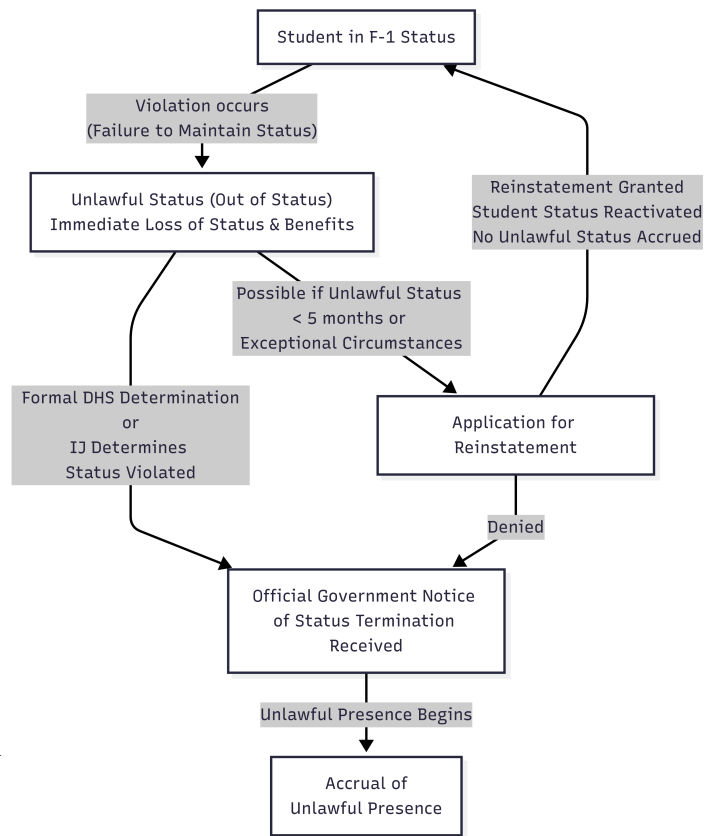 Student in F-1 Status
Violation occurs
(Failure to Maintain Status)
Unlawful Status (Out of Status)
Immediate Loss of Status & Benefits
Reinstatement Granted
Student Status Reactivated
No Unlawful Status Accrued
Possible if Unlawful Status
< 5 months or
Exceptional Circumstances
Formal DHS Determination
or
IJ Determines
Status Violated
Application for
Reinstatement
Denied
Official Government Notice
of Status Termination
Received
Unlawful Presence Begins
Accrual of
Unlawful Presence